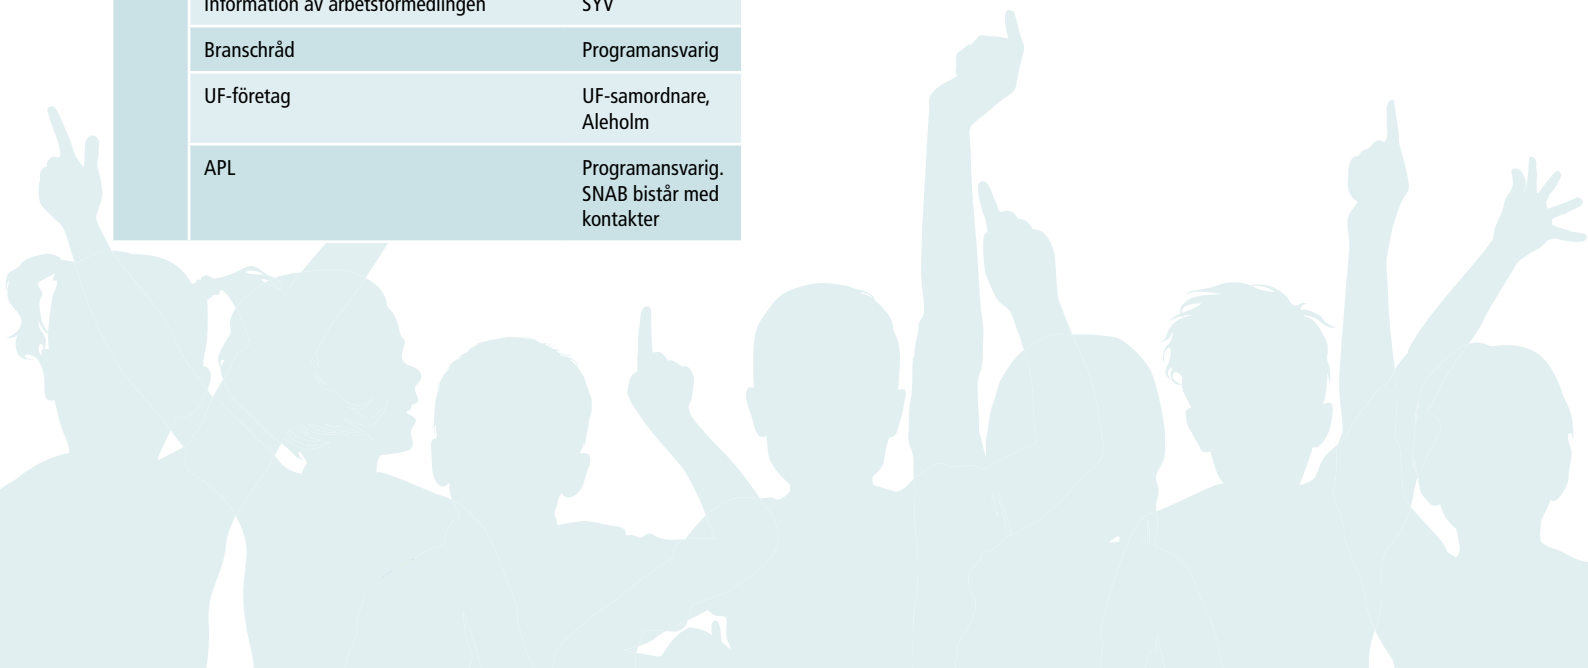 Information av arbetsförmedlingen SYV
Branschråd Programansvarig
UF-företag UF-samordnare,
Aleholm
APL Programansvarig.
SNAB bistår med
kontakter